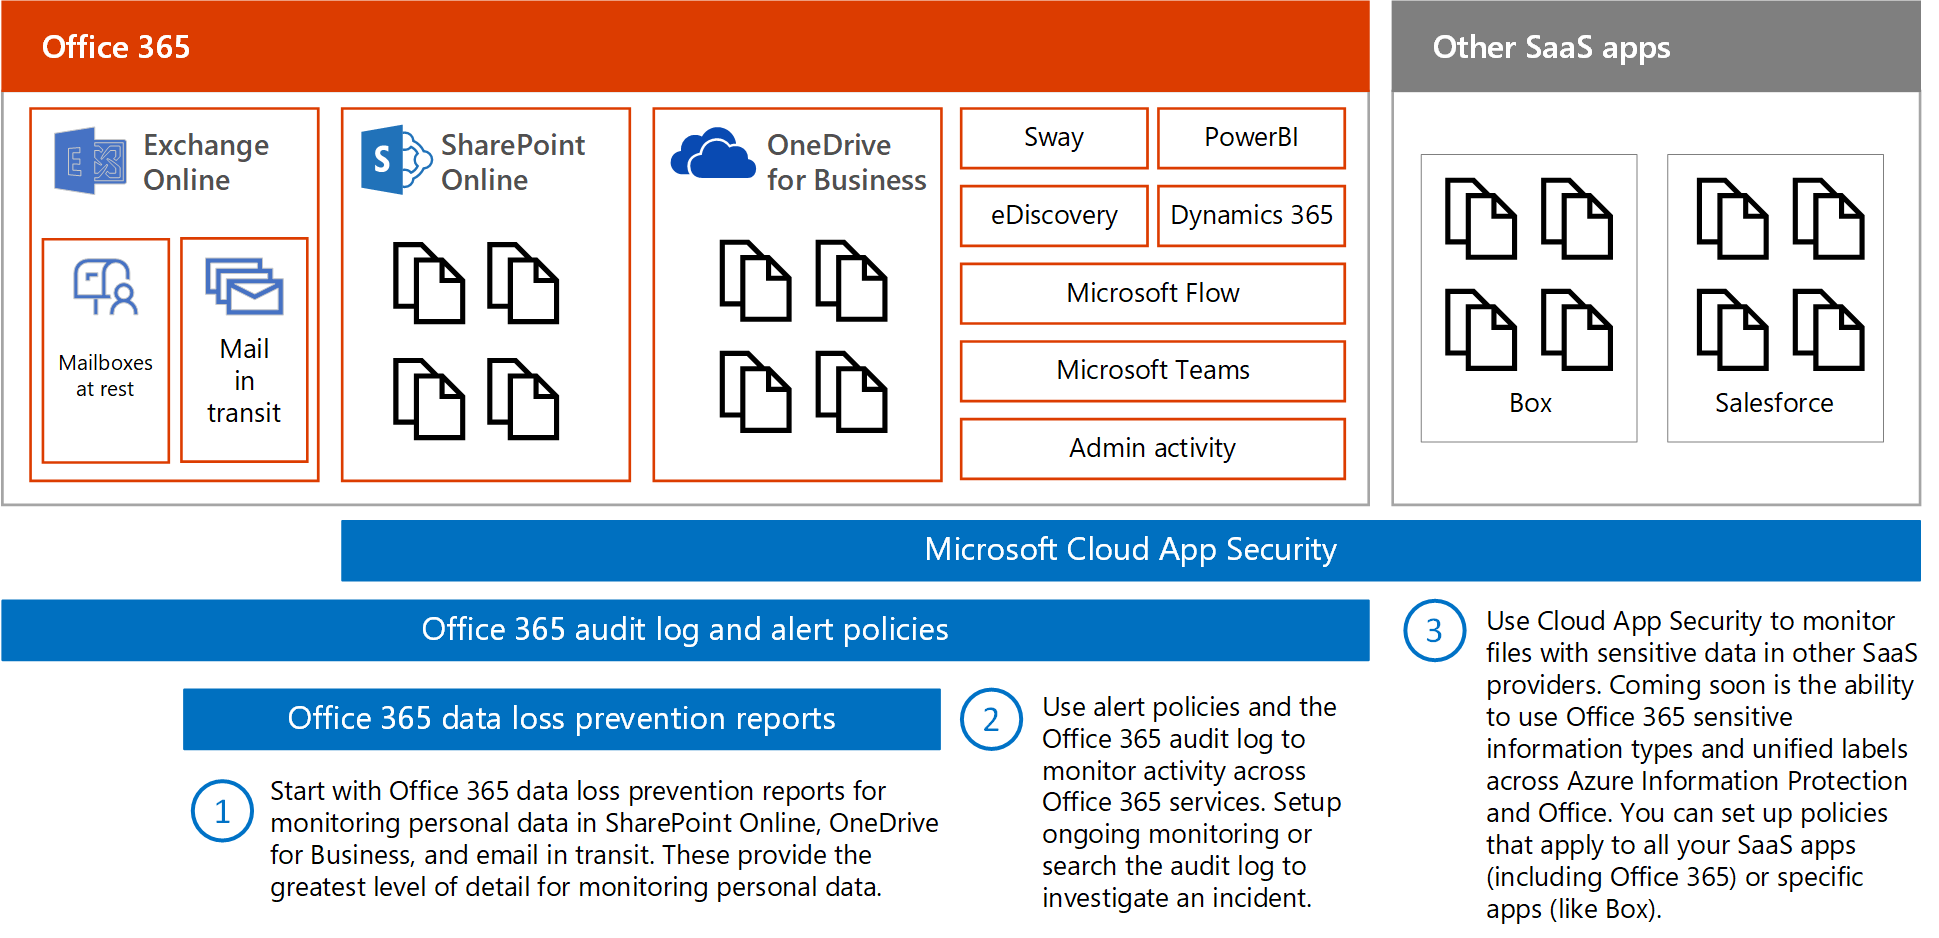 Office 365
Other SaaS apps
Exchange
Online
E
Mailboxes
at rest
Mail
in
transit
SharePoint
Online
S
OneDrive
for Business
Sway
PowerBI
eDiscovery
Dynamics 365
Microsoft Flow
Microsoft Teams
Admin activity
Box
Salesforce
Microsoft Cloud App Security
Office 365 audit log and alert policies
Office 365 data loss prevention reports
1
Start with Office 365 data loss prevention reports for
monitoring personal data in SharePoint Online, OneDrive
for Business, and email in transit. These provide the
greatest level of detail for monitoring personal data.
2
Use alert policies and the
Office 365 audit log to
monitor activity across
Office 365 services. Setup
ongoing monitoring or
search the audit log to
investigate an incident.
3
Use Cloud App Security to monitor
files with sensitive data in other SaaS
providers. Coming soon is the ability
to use Office 365 sensitive
information types and unified labels
across Azure Information Protection
and Office. You can set up policies
that apply to all your SaaS apps
(including Office 365) or specific
apps (like Box).